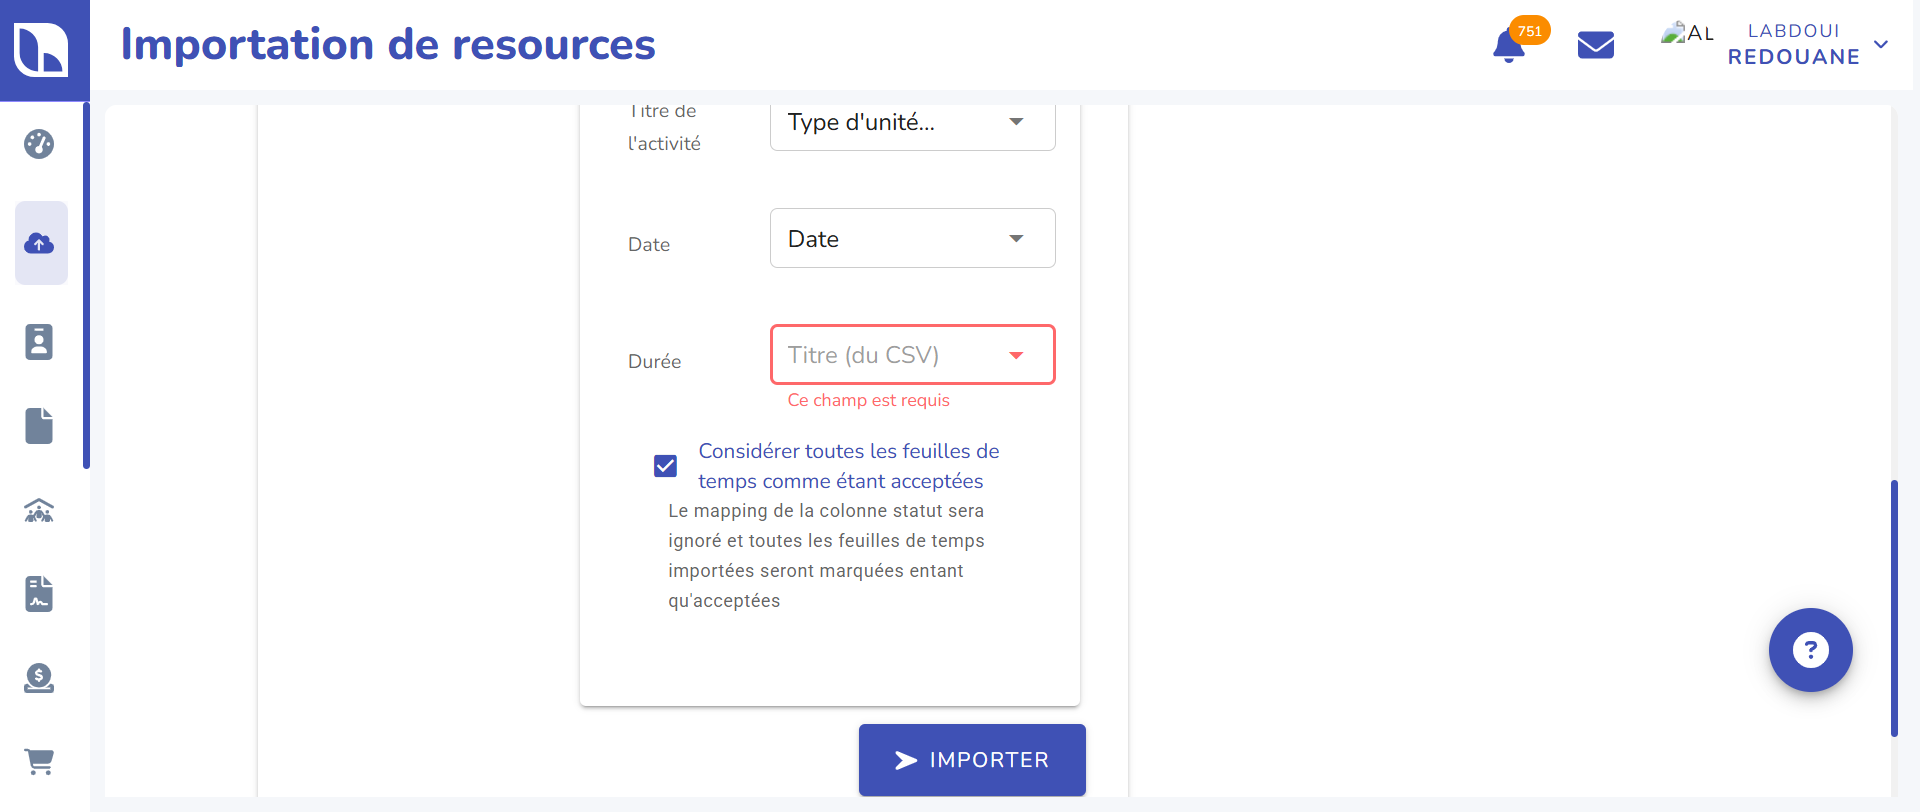 Importation de resources
751
AL
LABDOUI
REDOUANE
Titre de
l'activité
Type d'unité...
Date
Date
Durée
Titre (du CSV)
Ce champ est requis
Considérer toutes les feuilles de
temps comme étant acceptées
Le mapping de la colonne statut sera
ignoré et toutes les feuilles de temps
importées seront marquées entant
qu'acceptées
IMPORTER